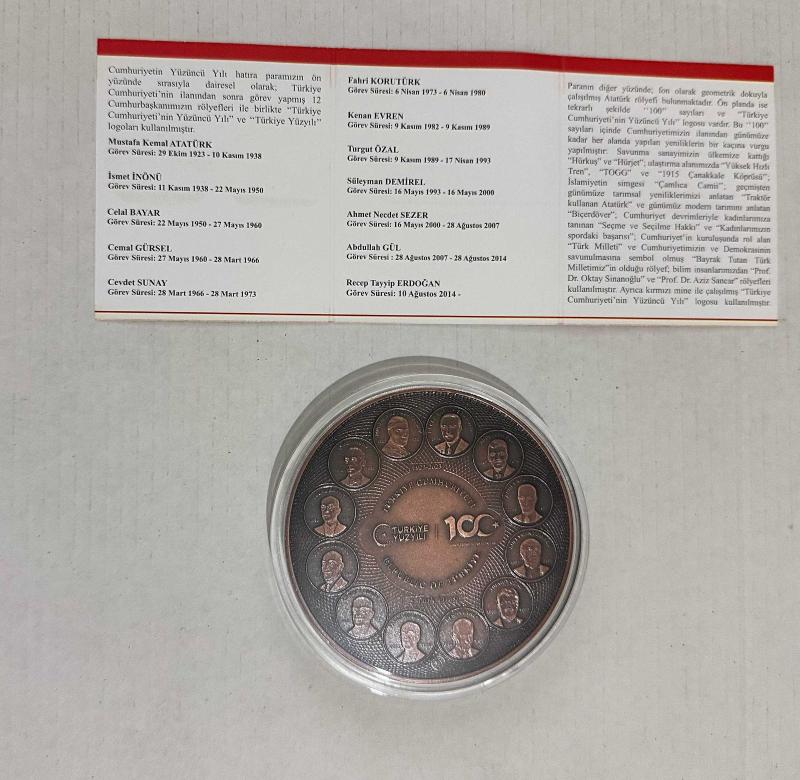 Cumhuriyetin Yüzüncü Yılı hatıra paramızın ön
yüzünde sırasıyla dairesel olarak; Türkiye
Cumhuriyeti'nin ilanından sonra görev yapmış 12
Cumhurbaşkanımızın rölyefleri ile birlikte "Türkiye
Cumhuriyeti'nin Yüzüncü Yılı" ve "Türkiye Yüzyılı"
logoları kullanılmıştır.
Mustafa Kemal ATATÜRK
Görev Süresi: 29 Ekim 1923 - 10 Kasım 1938
İsmet İNÖNÜ
Görev Süresi: 11 Kasım 1938 - 22 Mayıs 1950
Celal BAYAR
Görev Süresi: 22 Mayıs 1950 - 27 Mayıs 1960
Cemal GÜRSEL
Görev Süresi: 27 Mayıs 1960 - 28 Mart 1966
Cevdet SUNAY
Görev Süresi: 28 Mart 1966 - 28 Mart 1973
Fahri KORUTÜRK
Görev Süresi: 6 Nisan 1973 - 6 Nisan 1980
Kenan EVREN
Görev Süresi: 9 Kasım 1982 - 9 Kasım 1989
Turgut ÖZAL
Görev Süresi: 9 Kasım 1989 - 17 Nisan 1993
Süleyman DEMİREL
Görev Süresi: 16 Mayıs 1993 - 16 Mayıs 2000
Ahmet Necdet SEZER
Görev Süresi: 16 Mayıs 2000 - 28 Ağustos 2007
Abdullah GÜL
Görev Süresi : 28 Ağustos 2007 - 28 Ağustos 2014
Recep Tayyip ERDOĞAN
Görev Süresi: 10 Ağustos 2014 -
Paranın diğer yüzünde; fon olarak geometrik dokuyla
çalışılmış Atatürk rölyefi bulunmaktadır. Ön planda ise
tekrarlı şekilde "100" sayıları ve "Türkiye
Cumhuriyeti'nin Yüzüncü Yılı" logosu vardır. Bu "100"
sayıları içinde Cumhuriyetimizin ilanından günümüze
kadar her alanda yapılan yeniliklerin bir kaçına vurgu
yapılmıştır: Savunma sanayimizin ülkemize kattığı
"Hürkuş" ve "Hürjet"; ulaştırma alanımızda "Yüksek Hızlı
Tren", "TOGG" ve "1915 Çanakkale Köprüsü";
İslamiyetin simgesi "Çamlıca Camii"; geçmişten
günümüze tarımsal yeniliklerimizi anlatan "Traktör
kullanan Atatürk" ve günümüz modern tarımını anlatan
"Biçerdöver"; Cumhuriyet devrimleriyle kadınlarımıza
tanınan "Seçme ve Seçilme Hakkı" ve "Kadınlarımızın
spordaki başarısı"; Cumhuriyet'in kuruluşunda rol alan
"Türk Milleti" ve Cumhuriyetimizin ve Demokrasinin
savunulmasına sembol olmuş "Bayrak Tutan Türk
Milletimiz"in olduğu rölyef; bilim insanlarımızdan "Prof.
Dr. Oktay Sinanoğlu" ve "Prof. Dr. Aziz Sancar" rölyefleri
kullanılmıştır. Ayrıca kırmızı mine ile çalışılmış "Türkiye
Cumhuriyeti'nin Yüzüncü Yılı" logosu kullanılmıştır.
1923-2023
TÜRKİYE CUMHURİYETİ
TÜRKİYE
YÜZYILI
100
REPUBLIC OF TÜRKİYE